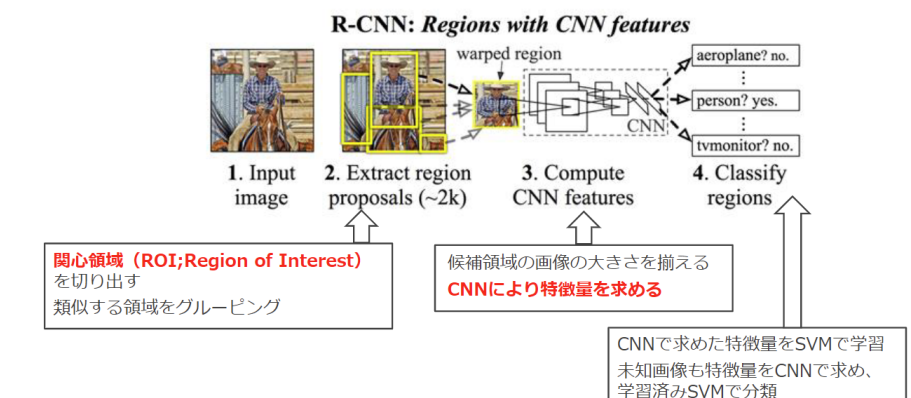 R-CNN: Regions with CNN features
warped region
aeroplane? no.
person? yes.
CNN
tvmonitor? no.
1. Input
image
2. Extract region
proposals (~2k)
3. Compute
CNN features
4. Classify
regions
関心領域（ROI;Region of Interest）
を切り出す
類似する領域をグルーピング
候補領域の画像の大きさを揃える
CNNにより特徴量を求める
CNNで求めた特徴量をSVMで学習
未知画像も特徴量をCNNで求め、
学習済みSVMで分類